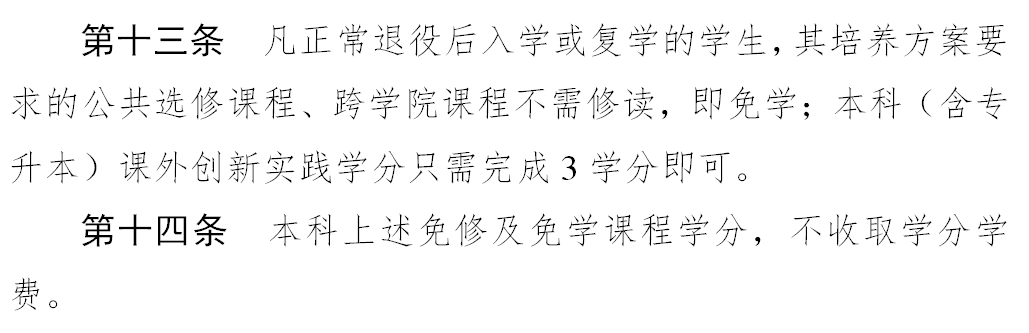 第十三条 凡正常退役后入学或复学的学生，其培养方案要
求的公共选修课程、跨学院课程不需修读，即免学；本科（含专
升本）课外创新实践学分只需完成 3 学分即可。
第十四条 本科上述免修及免学课程学分，不收取学分学
费。